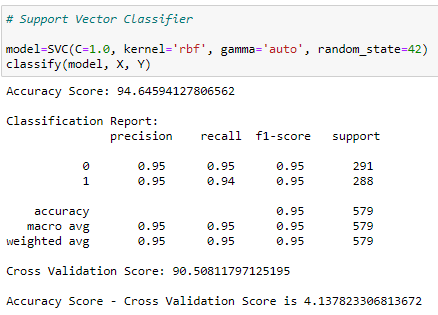 # Support Vector Classifier
model=SVC(C=1.0, kernel='rbf', gamma='auto', random_state=42)
classify(model, X, Y)
Accuracy Score: 94.64594127806562
Classification Report:
precision recall f1-score support
0 0.95 0.95 0.95 291
1 0.95 0.94 0.95 288
accuracy 0.95 579
macro avg 0.95 0.95 0.95 579
weighted avg 0.95 0.95 0.95 579
Cross Validation Score: 90.50811797125195
Accuracy Score - Cross Validation Score is 4.137823306813672